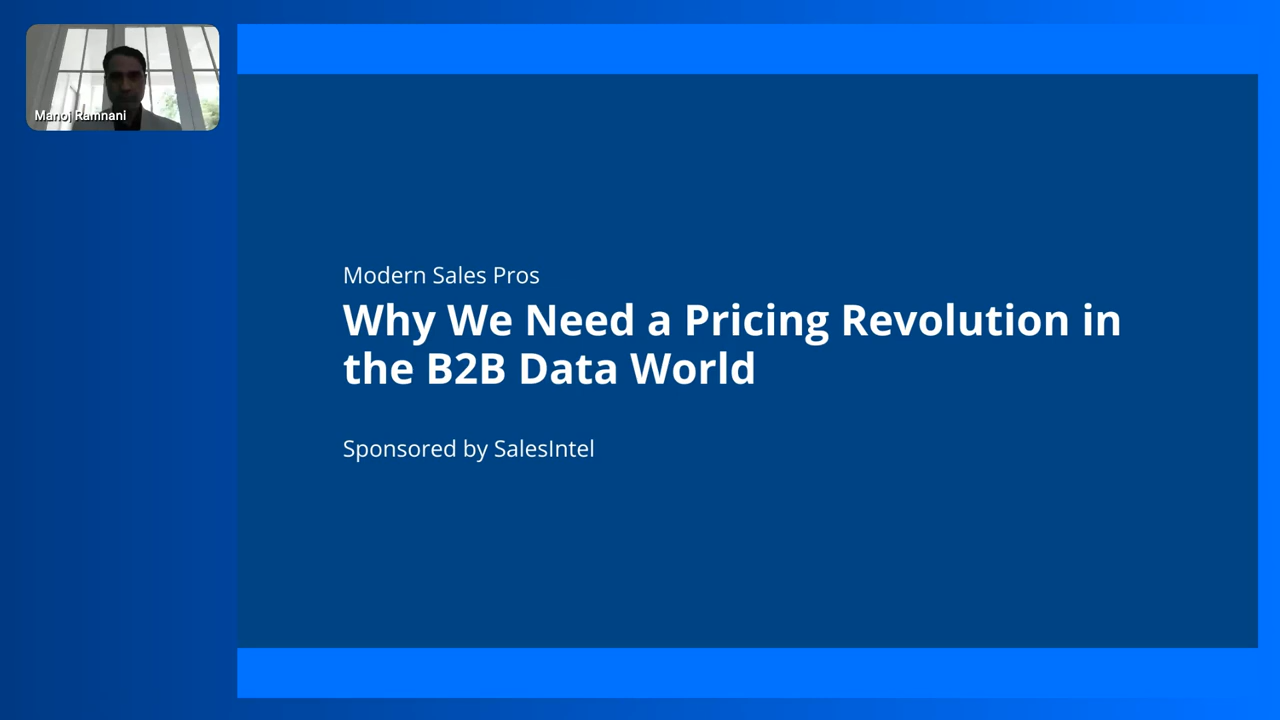 Manoj Ramnani
Modern Sales Pros
Why We Need a Pricing Revolution in
the B2B Data World
Sponsored by SalesIntel